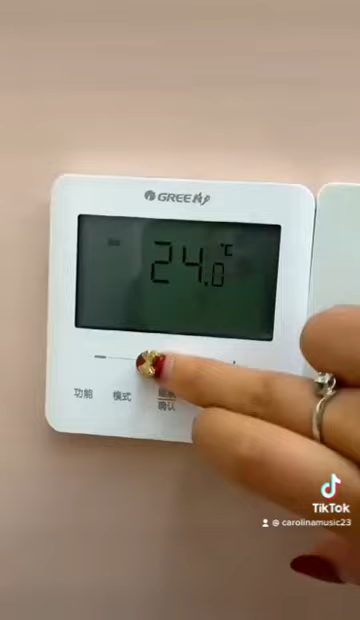 GREE 格力
24.0 ℃
功能 模式
确认
TikTok
@ carolinamusic23